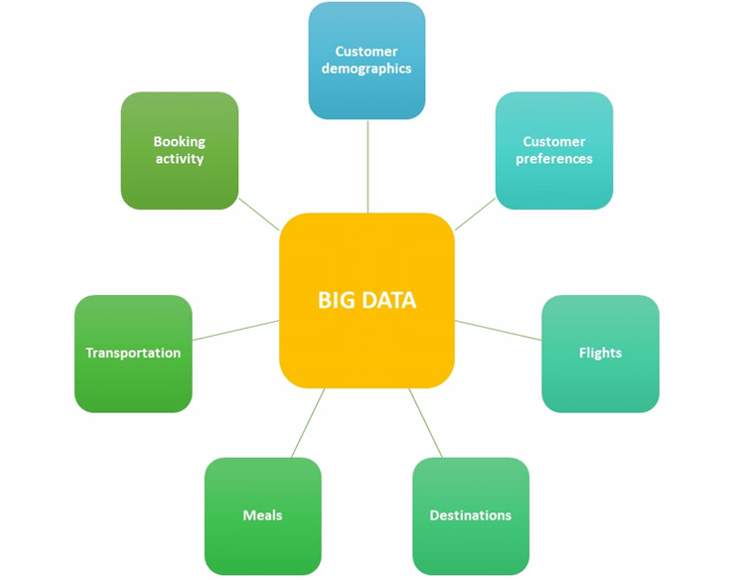 Customer
demographics
Booking
activity
Customer
preferences
BIG DATA
Transportation
Flights
Meals
Destinations